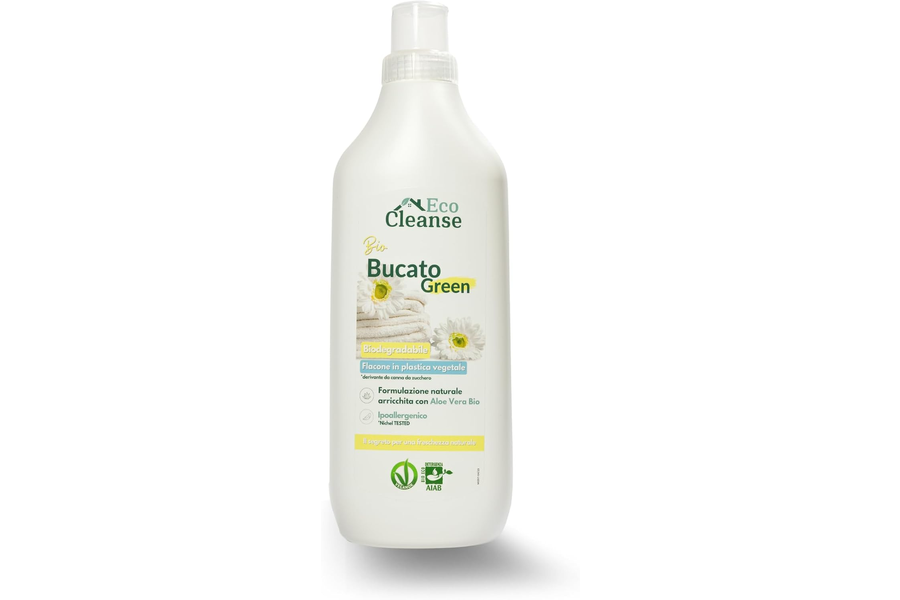 Eco
Cleanse
Bio
Bucato
Green
Biodegradabile
Flacone in plastica vegetale
*derivante da canna da zucchero
Formulazione naturale
arricchita con Aloe Vera Bio
Ipoallergenico
*Nichel TESTED
DETERGENZA
AIAB